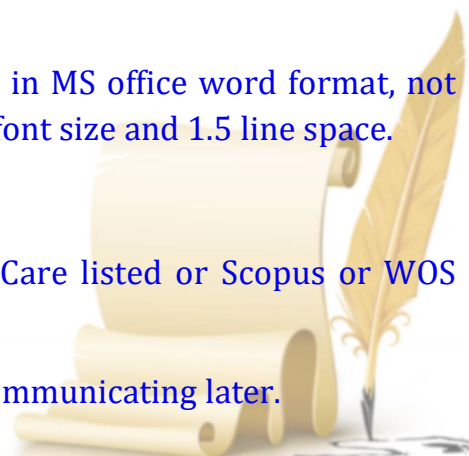 in MS office word format, not
font size and 1.5 line space.
Care listed or Scopus or WOS
mmunicating later.